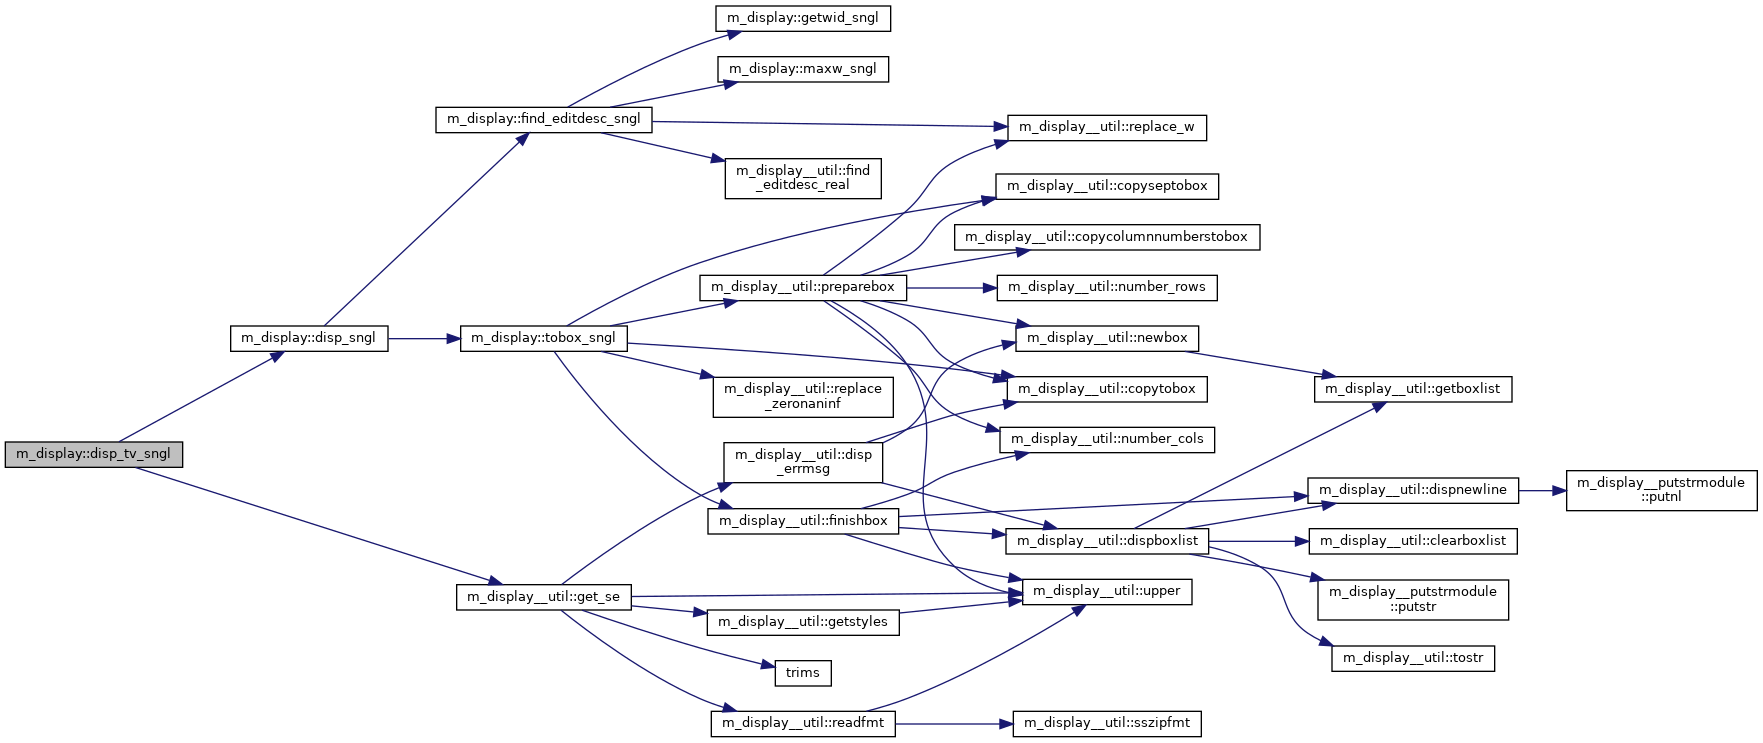 m_display::getwid_sngl
m_display::maxw_sngl
m_display::find_editdesc_sngl
m_display__util::replace_w
m_display__util::find
_editdesc_real
m_display__util::copyseptobox
m_display__util::copycolumnnumberstobox
m_display__util::preparebox
m_display__util::number_rows
m_display::disp_sngl
m_display::tobox_sngl
m_display__util::newbox
m_display__util::replace
_zeronaninf
m_display__util::copytobox
m_display__util::getboxlist
m_display::disp_tv_sngl
m_display__util::disp
_errmsg
m_display__util::number_cols
m_display__util::dispnewline
m_display__putstrmodule
::putnl
m_display__util::finishbox
m_display__util::dispboxlist
m_display__util::clearboxlist
m_display__util::get_se
m_display__util::upper
m_display__putstrmodule
::putstr
m_display__util::getstyles
m_display__util::tostr
trims
m_display__util::readfmt
m_display__util::sszipfmt